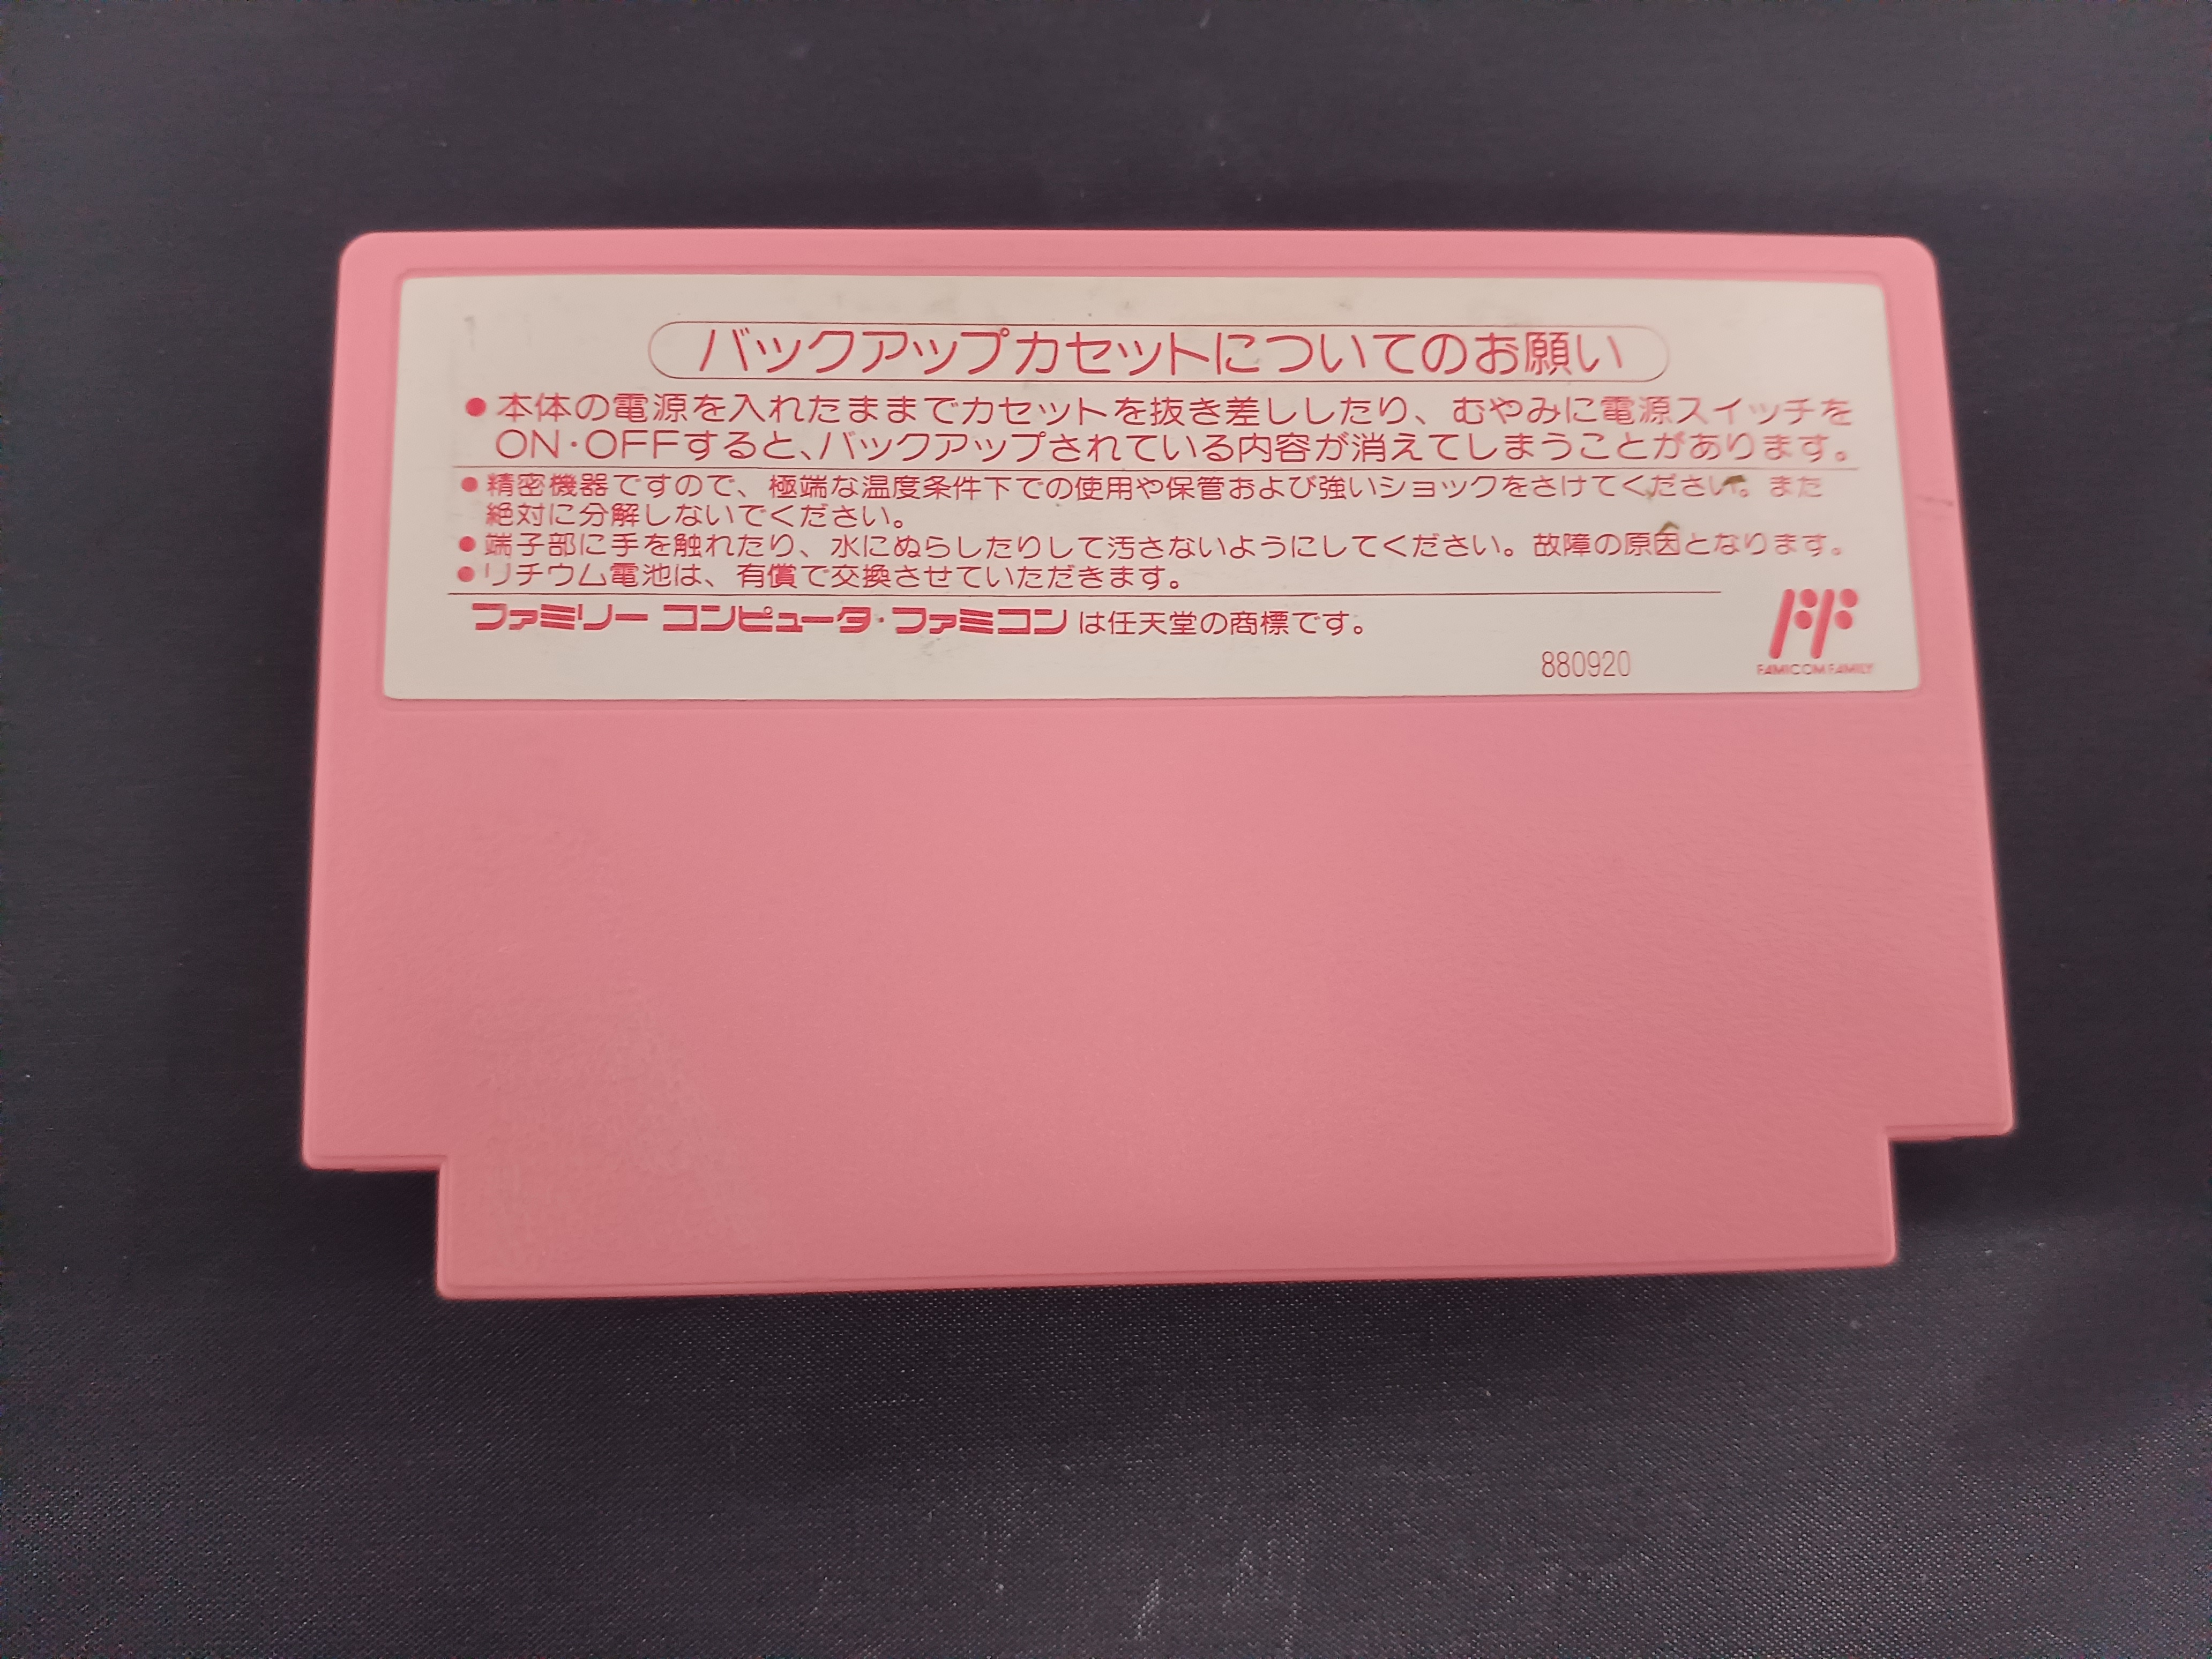 バックアップカセットについてのお願い
●本体の電源を入れたままでカセットを抜き差ししたり、むやみに電源スイッチを
ON・OFFすると、バックアップされている内容が消えてしまうことがあります。
●精密機器ですので、極端な温度条件下での使用や保管および強いショックをさけてください。また
絶対に分解しないでください。
●端子部に手を触れたり、水にぬらしたりして汚さないようにしてください。故障の原因となります。
●リチウム電池は、有償で交換させていただきます。
ファミリー コンピュータ・ファミコンは任天堂の商標です。
880920
FAMICOM FAMILY